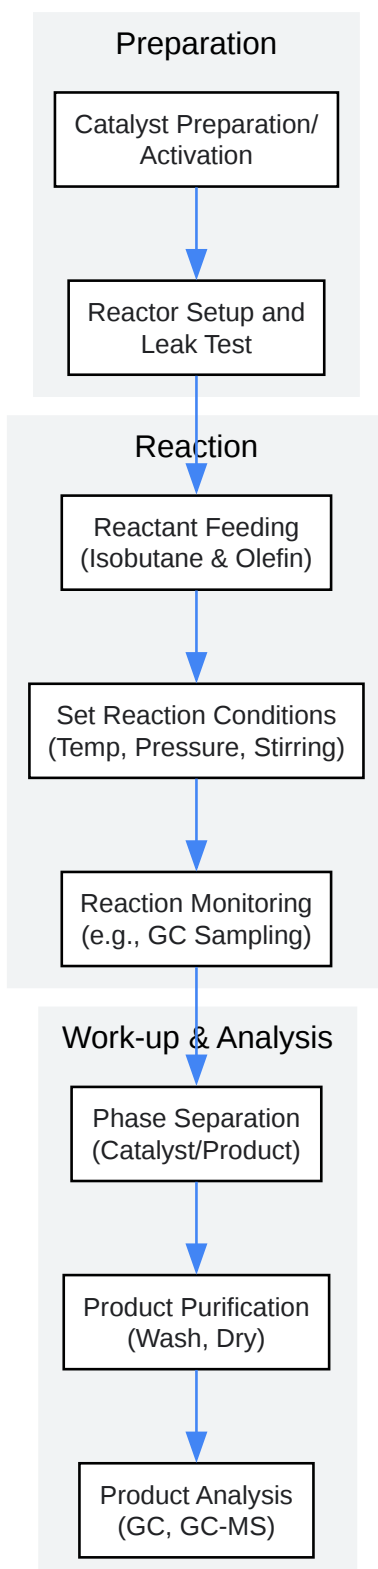 Preparation
Catalyst Preparation/
Activation
Reactor Setup and
Leak Test
Reaction
Reactant Feeding
(Isobutane & Olefin)
Set Reaction Conditions
(Temp, Pressure, Stirring)
Reaction Monitoring
(e.g., GC Sampling)
Work-up & Analysis
Phase Separation
(Catalyst/Product)
Product Purification
(Wash, Dry)
Product Analysis
(GC, GC-MS)